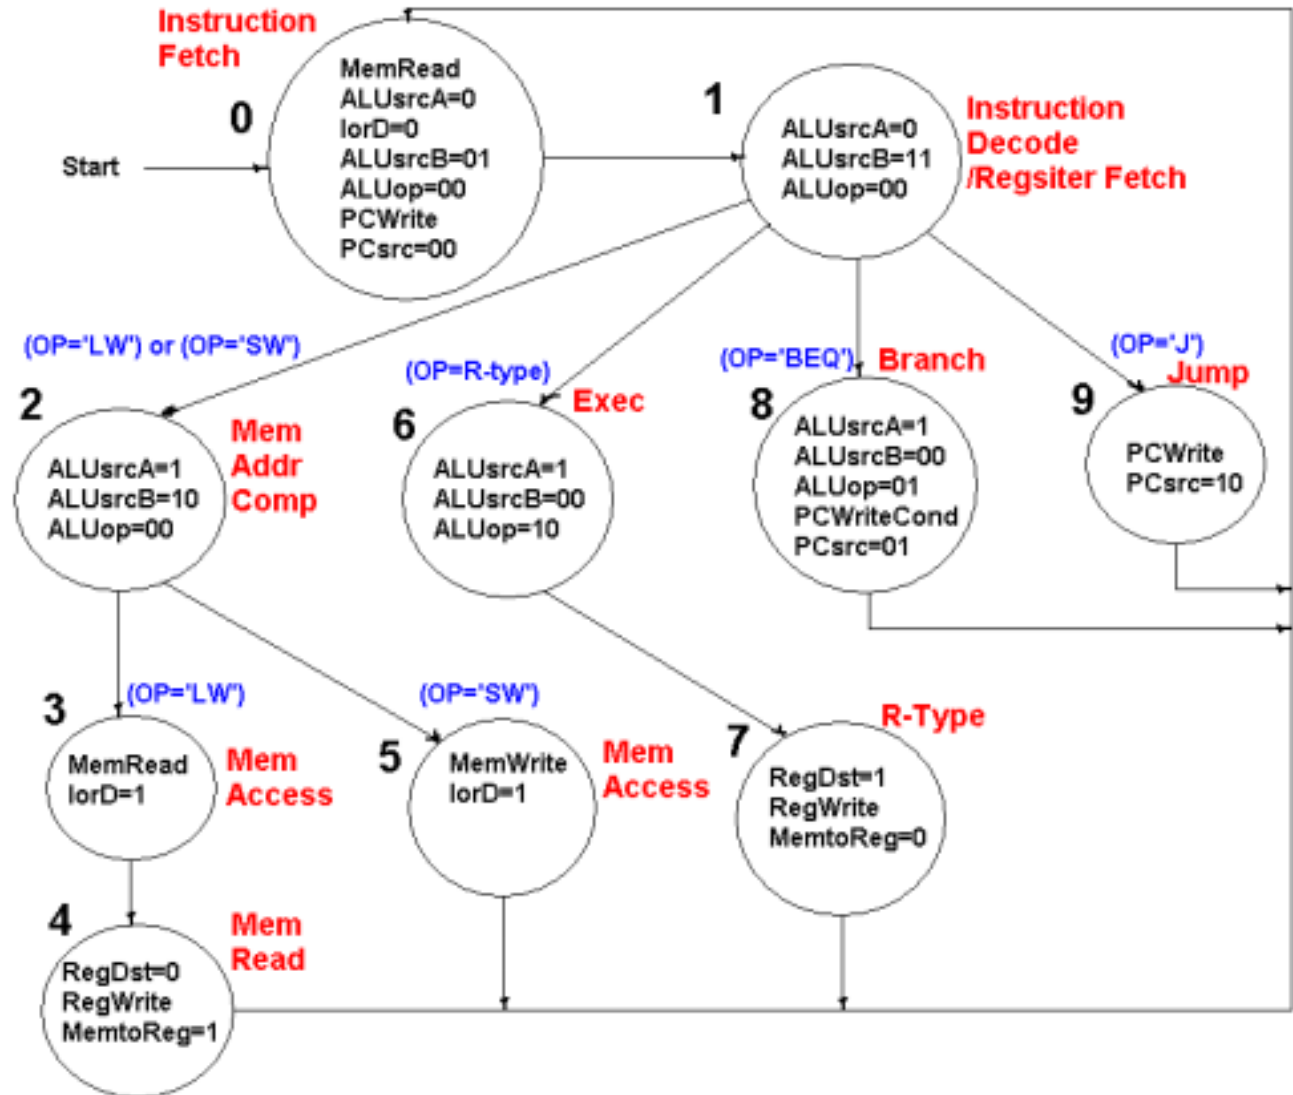 Instruction
Fetch
0
MemRead
ALUsrcA=0
IorD=0
ALUsrcB=01
ALUop=00
PCWrite
PCsrc=00
Start
1
ALUsrcA=0
ALUsrcB=11
ALUop=00
Instruction
Decode
/Regsiter Fetch
(OP='LW') or (OP='SW')
(OP=R-type)
(OP='BEQ')
(OP='J')
2
ALUsrcA=1
ALUsrcB=10
ALUop=00
Mem
Addr
Comp
6
Exec
ALUsrcA=1
ALUsrcB=00
ALUop=10
8
Branch
ALUsrcA=1
ALUsrcB=00
ALUop=01
PCWriteCond
PCsrc=01
9
Jump
PCWrite
PCsrc=10
(OP='LW')
3
MemRead
IorD=1
Mem
Access
(OP='SW')
5
MemWrite
IorD=1
Mem
Access
7
R-Type
RegDst=1
RegWrite
MemtoReg=0
4
RegDst=0
RegWrite
MemtoReg=1
Mem
Read